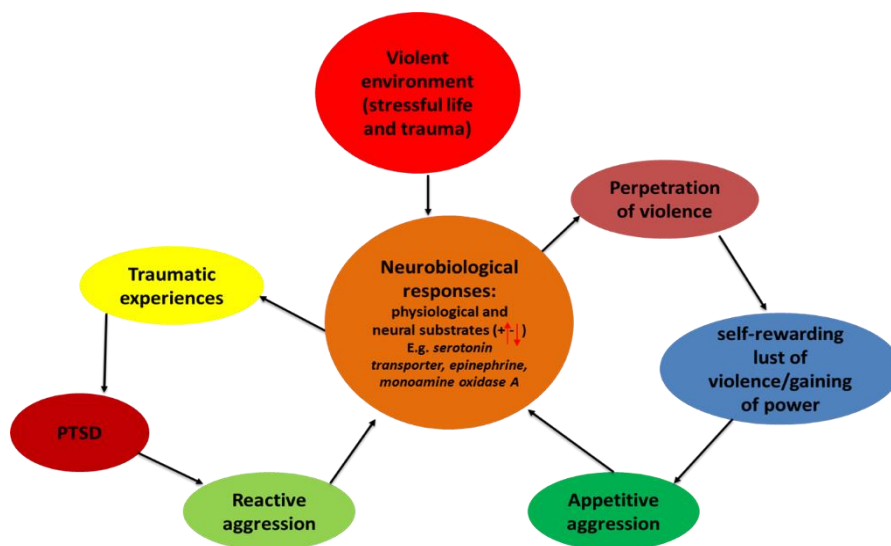 Violent
environment
(stressful life
and trauma)
Perpetration
of violence
Neurobiological
responses:
physiological and
neural substrates (+ - )
E.g. serotonin
transporter, epinephrine,
monoamine oxidase A
Traumatic
experiences
self-rewarding
lust of
violence/gaining
of power
PTSD
Reactive
aggression
Appetitive
aggression